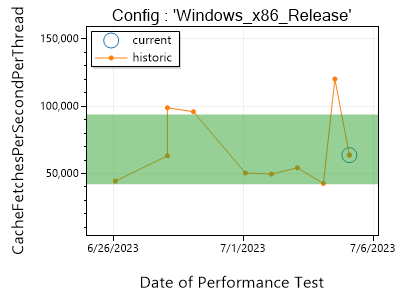 Config : 'Windows_x86_Release'
CacheFetchesPerSecondPerThread
current
historic
150,000
100,000
50,000
6/26/2023
7/1/2023
7/6/2023
Date of Performance Test